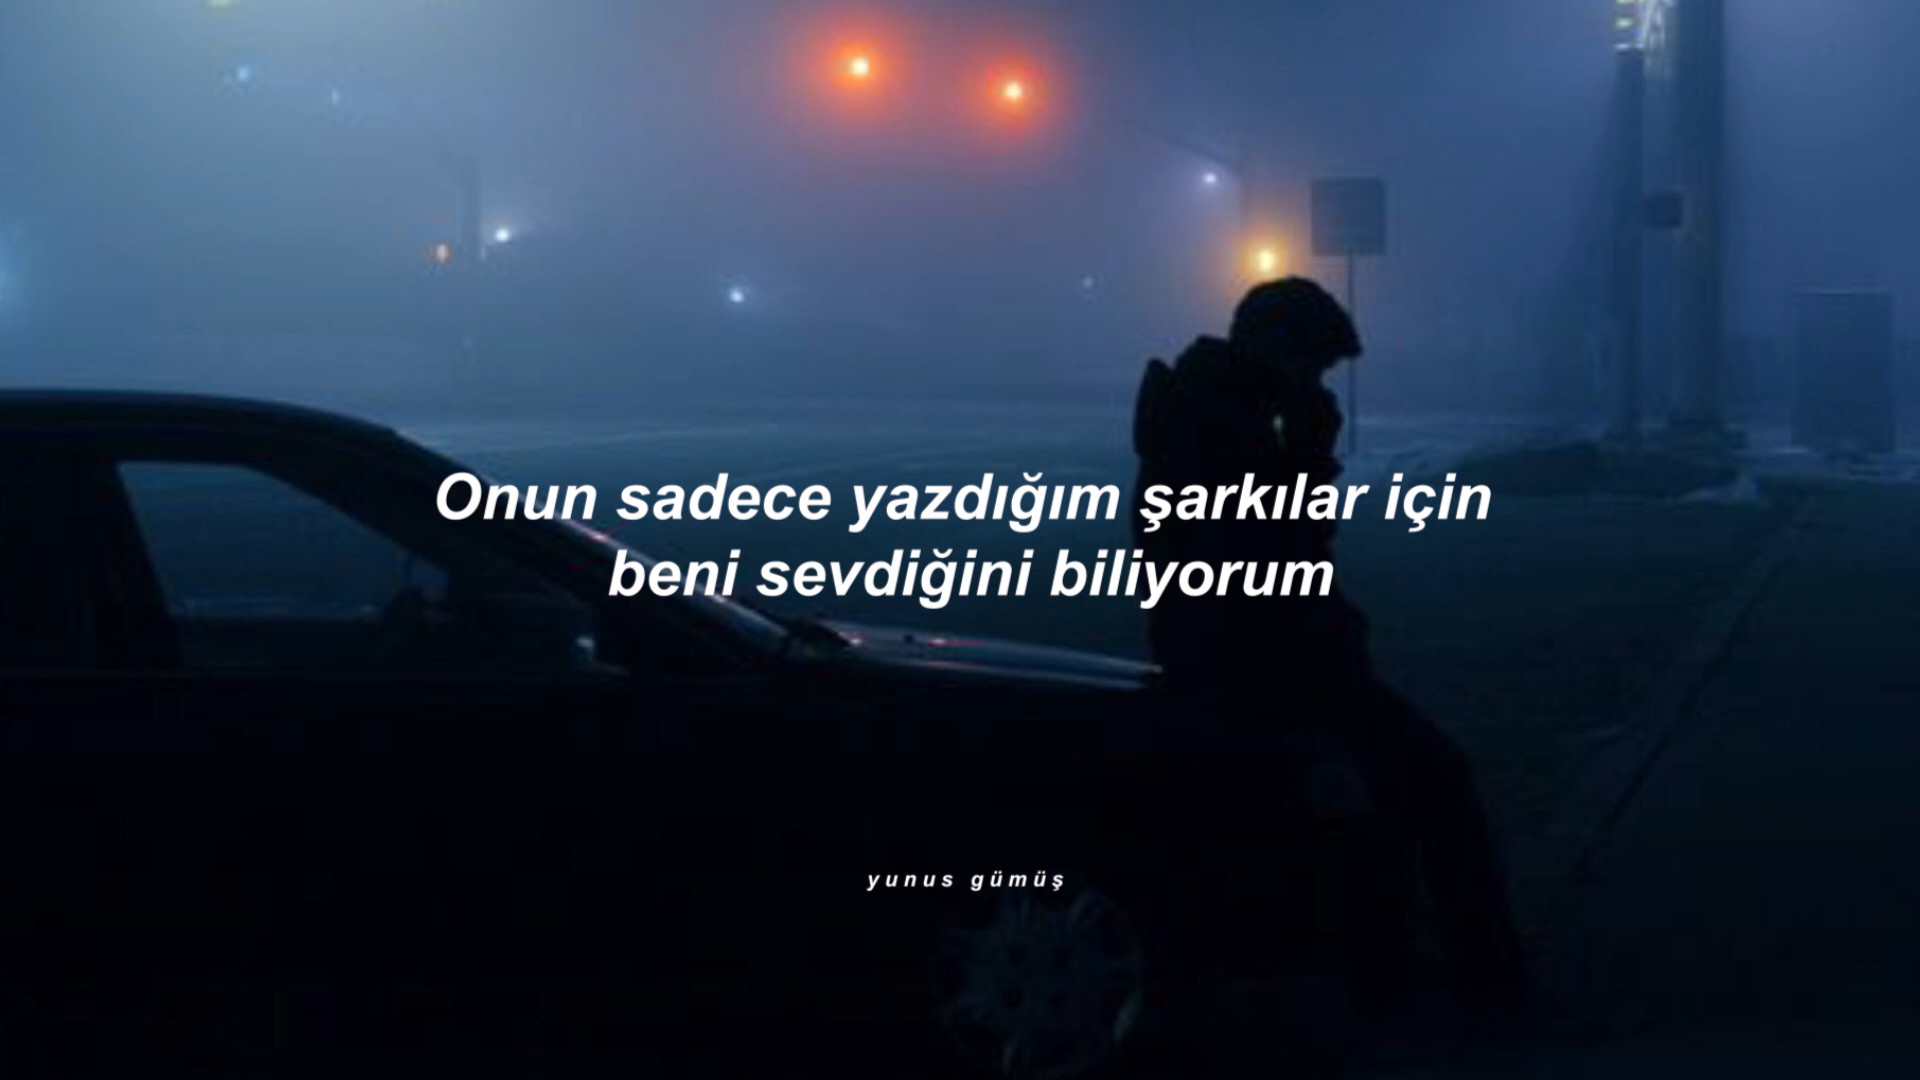 Onun sadece yazdığım şarkılar için
beni sevdiğini biliyorum
yunus gümüş